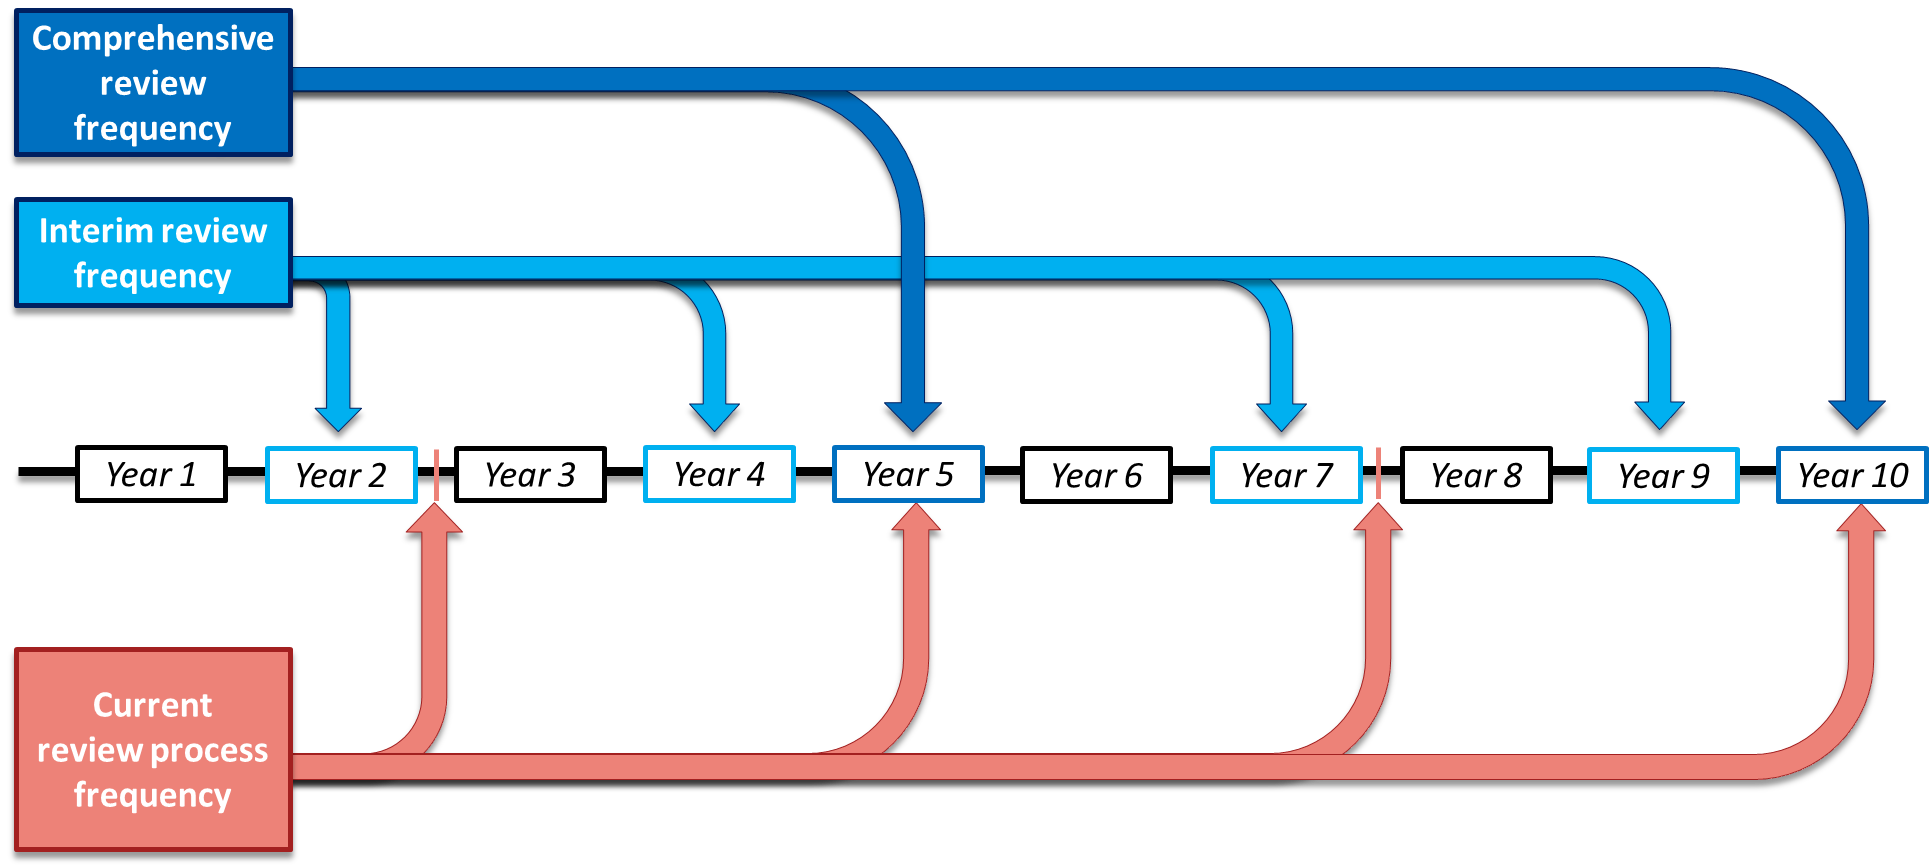 Comprehensive
review
frequency
Interim review
frequency
Year 1
Year 2
Year 3
Year 4
Year 5
Year 6
Year 7
Year 8
Year 9
Year 10
Current
review process
frequency